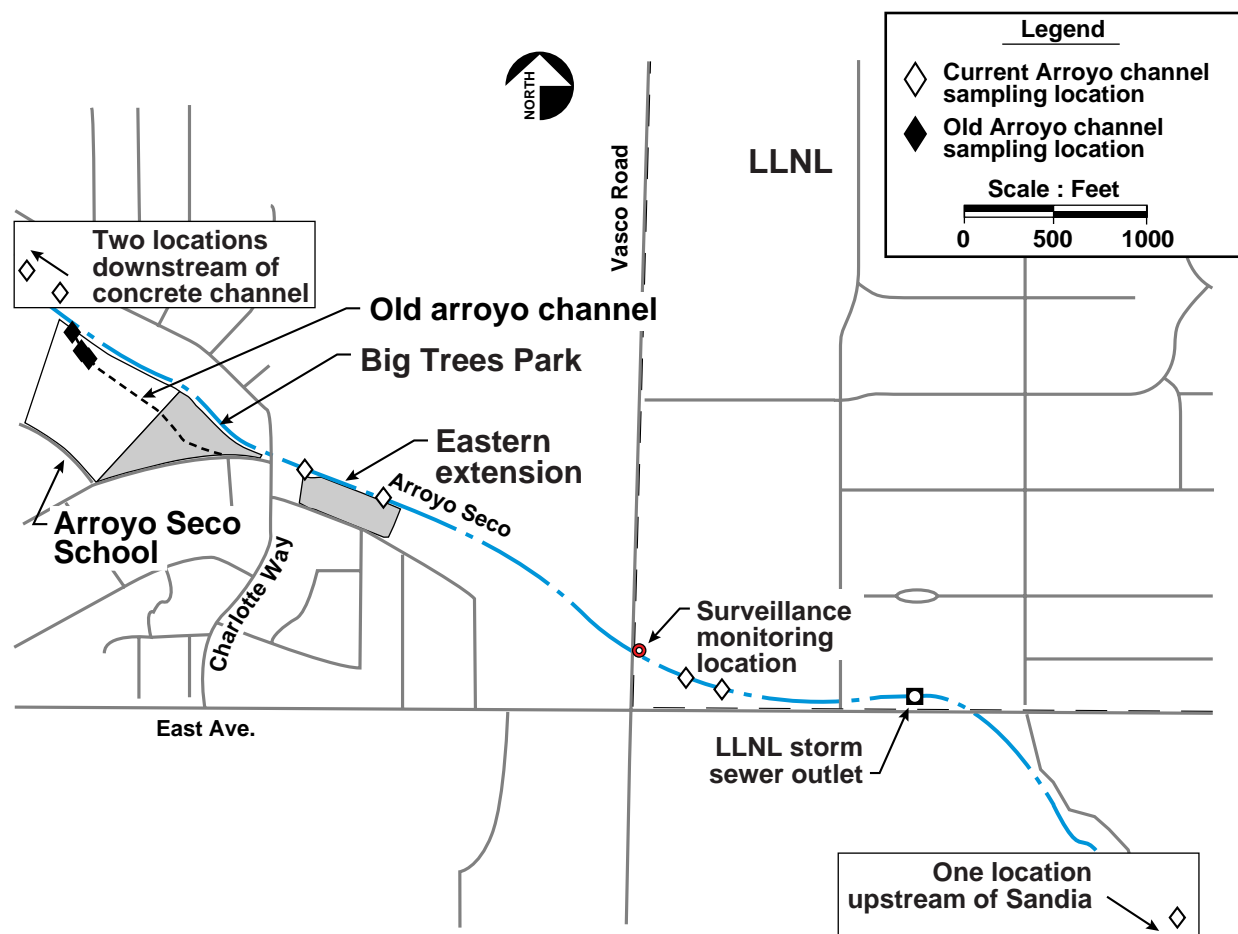 Legend
Current Arroyo channel
sampling location
Old Arroyo channel
sampling location
Scale : Feet
0 500 1000
NORTH
Vasco Road
LLNL
Two locations
downstream of
concrete channel
Old arroyo channel
Big Trees Park
Eastern
extension
Arroyo Seco
Arroyo Seco
School
Charlotte Way
Surveillance
monitoring
location
East Ave.
LLNL storm
sewer outlet
One location
upstream of Sandia